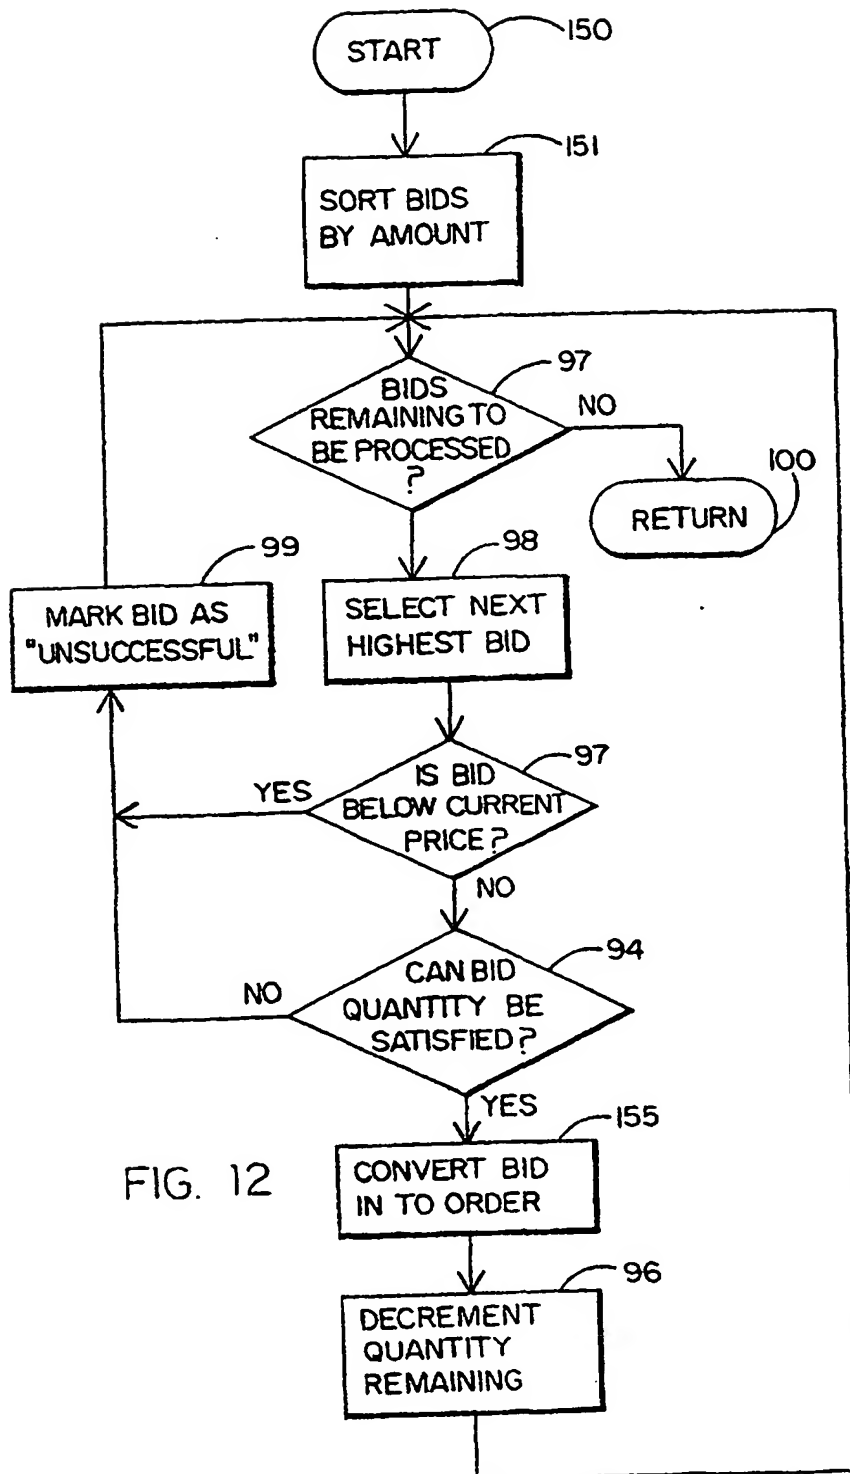 START
150
151
SORT BIDS
BY AMOUNT
97
BIDS
REMAINING TO
BE PROCESSED
?
NO
100
RETURN
99
MARK BID AS
"UNSUCCESSFUL"
98
SELECT NEXT
HIGHEST BID
97
IS BID
BELOW CURRENT
PRICE?
YES
NO
94
CAN BID
QUANTITY BE
SATISFIED?
NO
YES
155
CONVERT BID
IN TO ORDER
FIG. 12
96
DECREMENT
QUANTITY
REMAINING